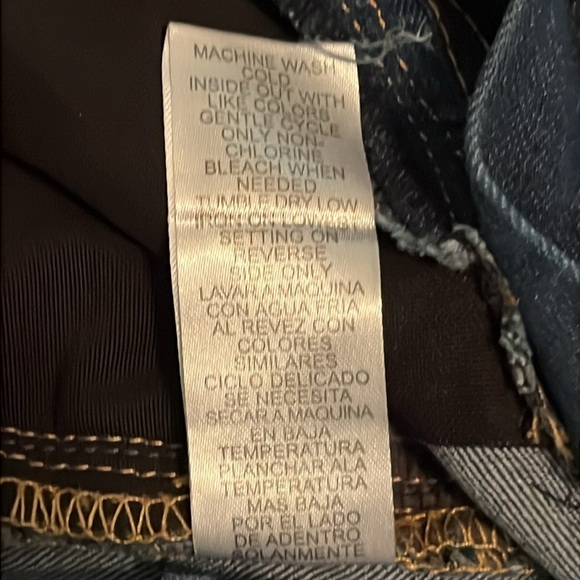 MACHINE WASH
COLD
INSIDE OUT WITH
LIKE COLORS
GENTLE CYCLE
ONLY NON-
CHLORINE
BLEACH WHEN
NEEDED
TUMBLE DRY LOW
IRON ON LOWEST
SETTING ON
REVERSE
SIDE ONLY
LAVAR A MAQUINA
CON AGUA FRIA
AL REVEZ CON
COLORES
SIMILARES
CICLO DELICADO
SE NECESITA
SECAR A MAQUINA
EN BAJA
TEMPERATURA
PLANCHAR ALA
TEMPERATURA
MAS BAJA
POR EL LADO
DE ADENTRO
SOLANMENTE